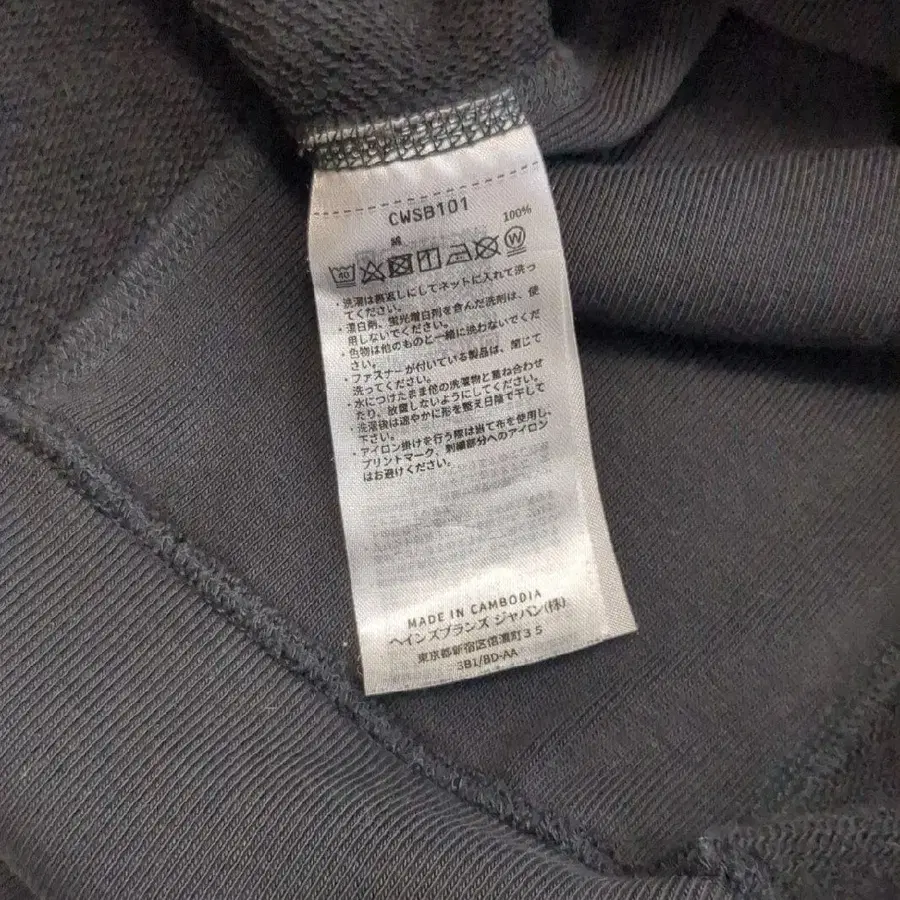 CWSB101
M 100%
40 W
・洗濯は裏返しにしてネットに入れて洗っ
てください。
・漂白剤、蛍光増白剤を含んだ洗剤は、使
用しないでください。
・色物は他のものと一緒に洗わないでくだ
さい。
・ファスナーが付いている製品は、閉じて
洗ってください。
・水につけたまま他の洗濯物と重ね合わせ
たり、放置しないようにしてください。
・洗濯後は速やかに形を整え日陰で干して
下さい。
・アイロン掛けを行う際は当て布を使用し、
プリントマーク、刺繍部分へのアイロン
はお避けください。
MADE IN CAMBODIA
ヘインズブランズ ジャパン(株)
東京都新宿区信濃町35
3B1/BD-AA